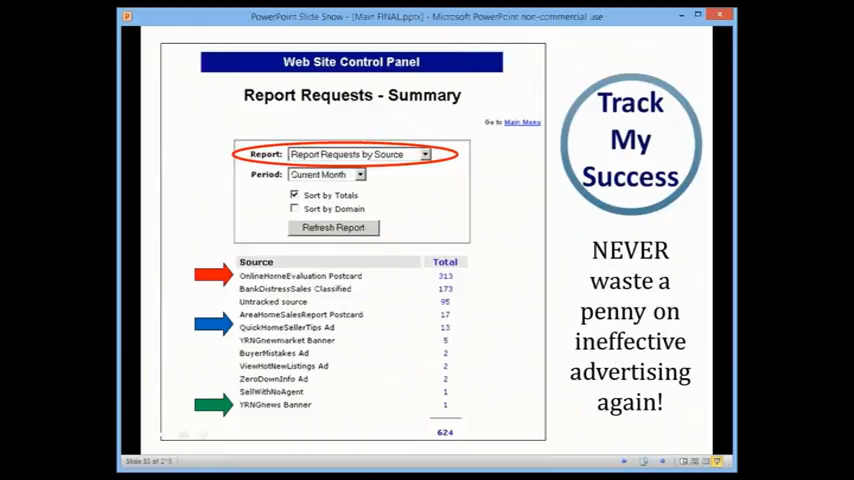 PowerPoint Slide Show - [Main FINAL.pptx] - Microsoft PowerPoint non-commercial use
Web Site Control Panel
Report Requests - Summary
Go to Main Menu
Report: Report Requests by Source
Period: Current Month
Sort by Totals
Sort by Domain
Refresh Report
Source Total
OnlineHomeEvaluation Postcard 313
BankDistressSales Classified 173
Untracked source 95
AreaHomeSalesReport Postcard 17
QuickHomeSellerTips Ad 13
YRNGnewmarket Banner 5
BuyerMistakes Ad 2
ViewHotNewListings Ad 2
ZeroDownInfo Ad 2
SellWithNoAgent 1
YRNGnews Banner 1
624
Track
My
Success
NEVER
waste a
penny on
ineffective
advertising
again!
Slide 53 of 210